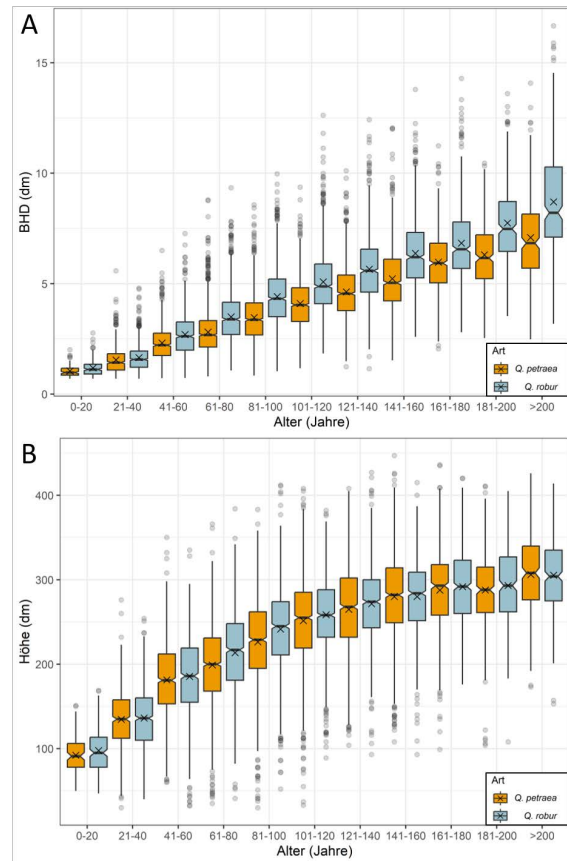 A
15
10
5
0
BHD (dm)
0-20 21-40 41-60 61-80 81-100 101-120 121-140 141-160 161-180 181-200 >200
Alter (Jahre)
Art
Q. petraea
Q. robur
B
400
300
200
100
Höhe (dm)
0-20 21-40 41-60 61-80 81-100 101-120 121-140 141-160 161-180 181-200 >200
Alter (Jahre)
Art
Q. petraea
Q. robur